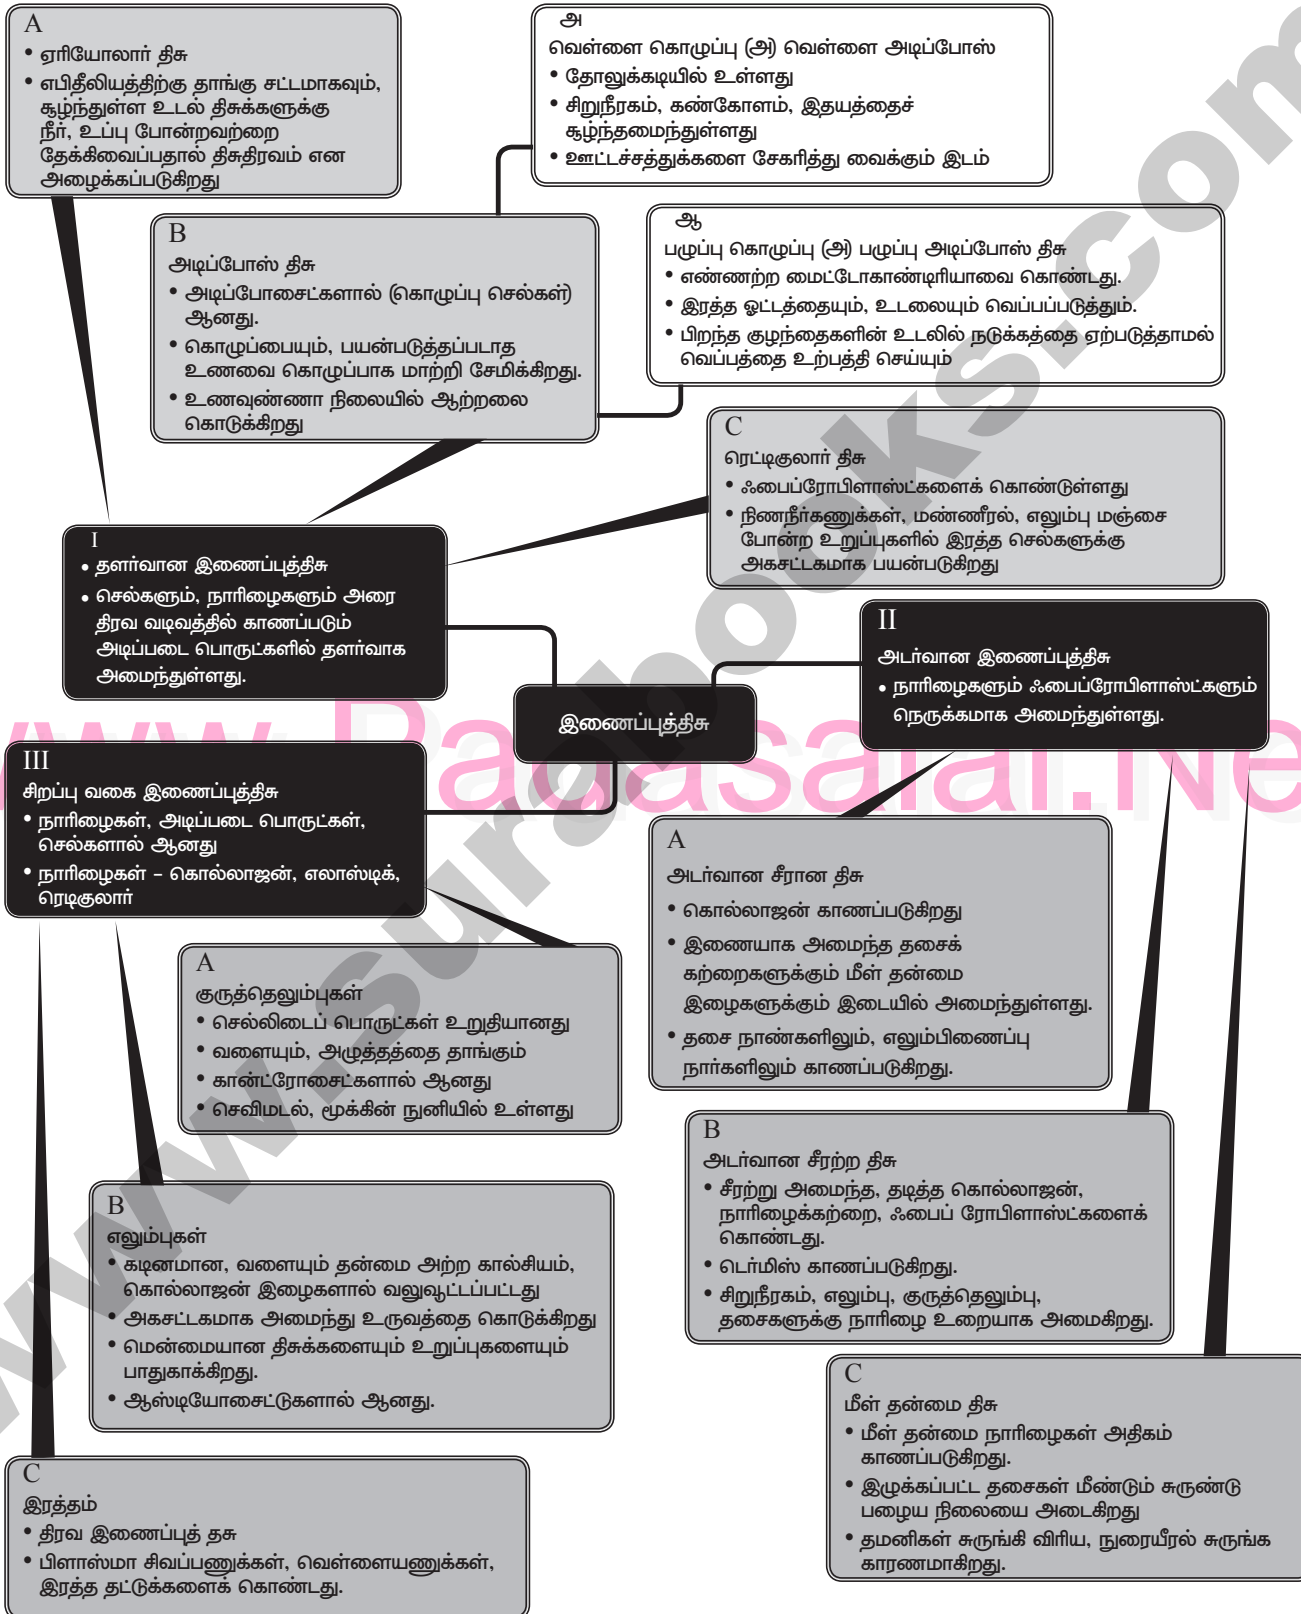 A
• ஏரியோலார் திசு
• எபிதீலியத்திற்கு தாங்கு சட்டமாகவும்,
சூழ்ந்துள்ள உடல் திசுக்களுக்கு
நீர், உப்பு போன்றவற்றை
தேக்கிவைப்பதால் திசுதிரவம் என
அழைக்கப்படுகிறது
அ
வெள்ளை கொழுப்பு (அ) வெள்ளை அடிப்போஸ்
• தோலுக்கடியில் உள்ளது
• சிறுநீரகம், கண்கோளம், இதயத்தைச்
சூழ்ந்தமைந்துள்ளது
• ஊட்டச்சத்துக்களை சேகரித்து வைக்கும் இடம்
B
அடிப்போஸ் திசு
• அடிப்போசைட்களால் (கொழுப்பு செல்கள்)
ஆனது.
• கொழுப்பையும், பயன்படுத்தப்படாத
உணவை கொழுப்பாக மாற்றி சேமிக்கிறது.
• உணவுண்ணா நிலையில் ஆற்றலை
கொடுக்கிறது
ஆ
பழுப்பு கொழுப்பு (அ) பழுப்பு அடிப்போஸ் திசு
• எண்ணற்ற மைட்டோகாண்டிரியாவை கொண்டது.
• இரத்த ஓட்டத்தையும், உடலையும் வெப்பப்படுத்தும்.
• பிறந்த குழந்தைகளின் உடலில் நடுக்கத்தை ஏற்படுத்தாமல்
வெப்பத்தை உற்பத்தி செய்யும்
C
ரெட்டிகுலார் திசு
• ஃபைப்ரோபிளாஸ்ட்களைக் கொண்டுள்ளது
• நிணநீர்கணுக்கள், மண்ணீரல், எலும்பு மஞ்சை
போன்ற உறுப்புகளில் இரத்த செல்களுக்கு
அகசட்டகமாக பயன்படுகிறது
I
• தளர்வான இணைப்புத்திசு
• செல்களும், நாரிழைகளும் அரை
திரவ வடிவத்தில் காணப்படும்
அடிப்படை பொருட்களில் தளர்வாக
அமைந்துள்ளது.
II
அடர்வான இணைப்புத்திசு
• நாரிழைகளும் ஃபைப்ரோபிளாஸ்ட்களும்
நெருக்கமாக அமைந்துள்ளது.
இணைப்புத்திசு
III
சிறப்பு வகை இணைப்புத்திசு
• நாரிழைகள், அடிப்படை பொருட்கள்,
செல்களால் ஆனது
• நாரிழைகள் – கொல்லாஜன், எலாஸ்டிக்,
ரெடிகுலார்
A
அடர்வான சீரான திசு
• கொல்லாஜன் காணப்படுகிறது
• இணையாக அமைந்த தசைக்
கற்றைகளுக்கும் மீள் தன்மை
இழைகளுக்கும் இடையில் அமைந்துள்ளது.
• தசை நாண்களிலும், எலும்பிணைப்பு
நார்களிலும் காணப்படுகிறது.
A
குருத்தெலும்புகள்
• செல்லிடைப் பொருட்கள் உறுதியானது
• வளையும், அழுத்தத்தை தாங்கும்
• கான்ட்ரோசைட்களால் ஆனது
• செவிமடல், மூக்கின் நுனியில் உள்ளது
B
அடர்வான சீரற்ற திசு
• சீரற்று அமைந்த, தடித்த கொல்லாஜன்,
நாரிழைக்கற்றை, ஃபைப் ரோபிளாஸ்ட்களைக்
கொண்டது.
• டெர்மிஸ் காணப்படுகிறது.
• சிறுநீரகம், எலும்பு, குருத்தெலும்பு,
தசைகளுக்கு நாரிழை உறையாக அமைகிறது.
B
எலும்புகள்
• கடினமான, வளையும் தன்மை அற்ற கால்சியம்,
கொல்லாஜன் இழைகளால் வலுவூட்டப்பட்டது
• அகசட்டகமாக அமைந்து உருவத்தை கொடுக்கிறது
• மென்மையான திசுக்களையும் உறுப்புகளையும்
பாதுகாக்கிறது.
• ஆஸ்டியோசைட்டுகளால் ஆனது.
C
மீள் தன்மை திசு
• மீள் தன்மை நாரிழைகள் அதிகம்
காணப்படுகிறது.
• இழுக்கப்பட்ட தசைகள் மீண்டும் சுருண்டு
பழைய நிலையை அடைகிறது
• தமனிகள் சுருங்கி விரிய, நுரையீரல் சுருங்க
காரணமாகிறது.
C
இரத்தம்
• திரவ இணைப்புத் தசு
• பிளாஸ்மா சிவப்பணுக்கள், வெள்ளையணுக்கள்,
இரத்த தட்டுக்களைக் கொண்டது.
www.surabooks.com
www.Padasalai.Ne